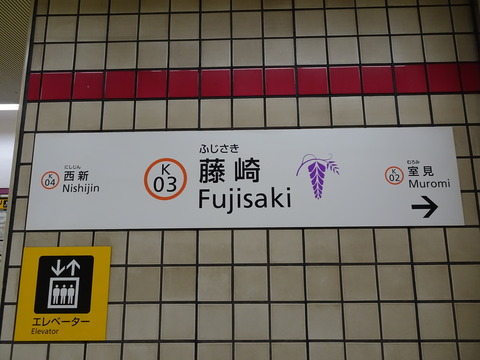 にしじん
K 04
西新
Nishijin
ふじさき
K 03
藤崎
Fujisaki
むろみ
K 02
室見
Muromi
エレベーター
Elevator